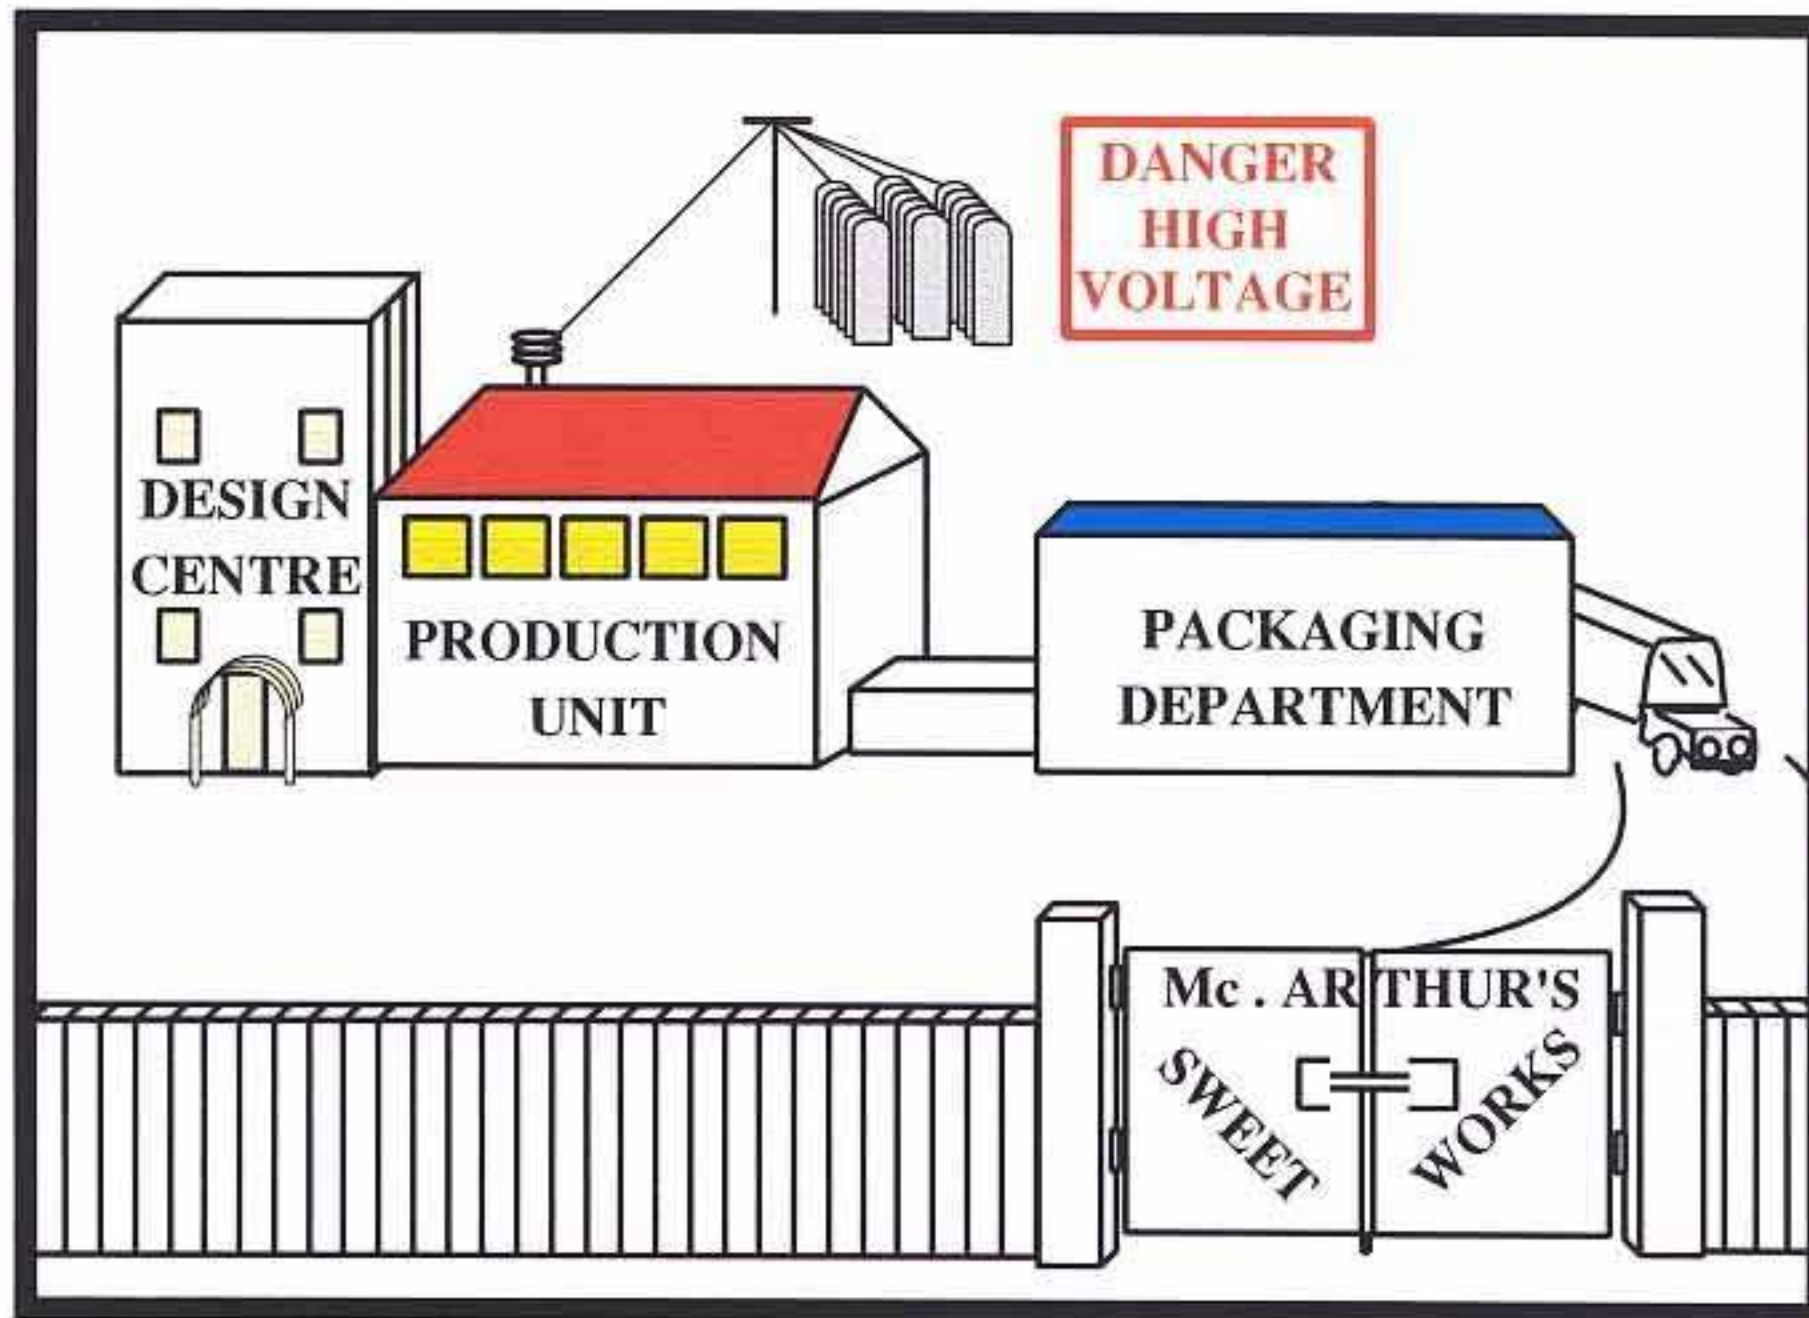 DANGER
HIGH
VOLTAGE
DESIGN
CENTRE
PRODUCTION
UNIT
PACKAGING
DEPARTMENT
Mc . ARTHUR'S
SWEET
WORKS